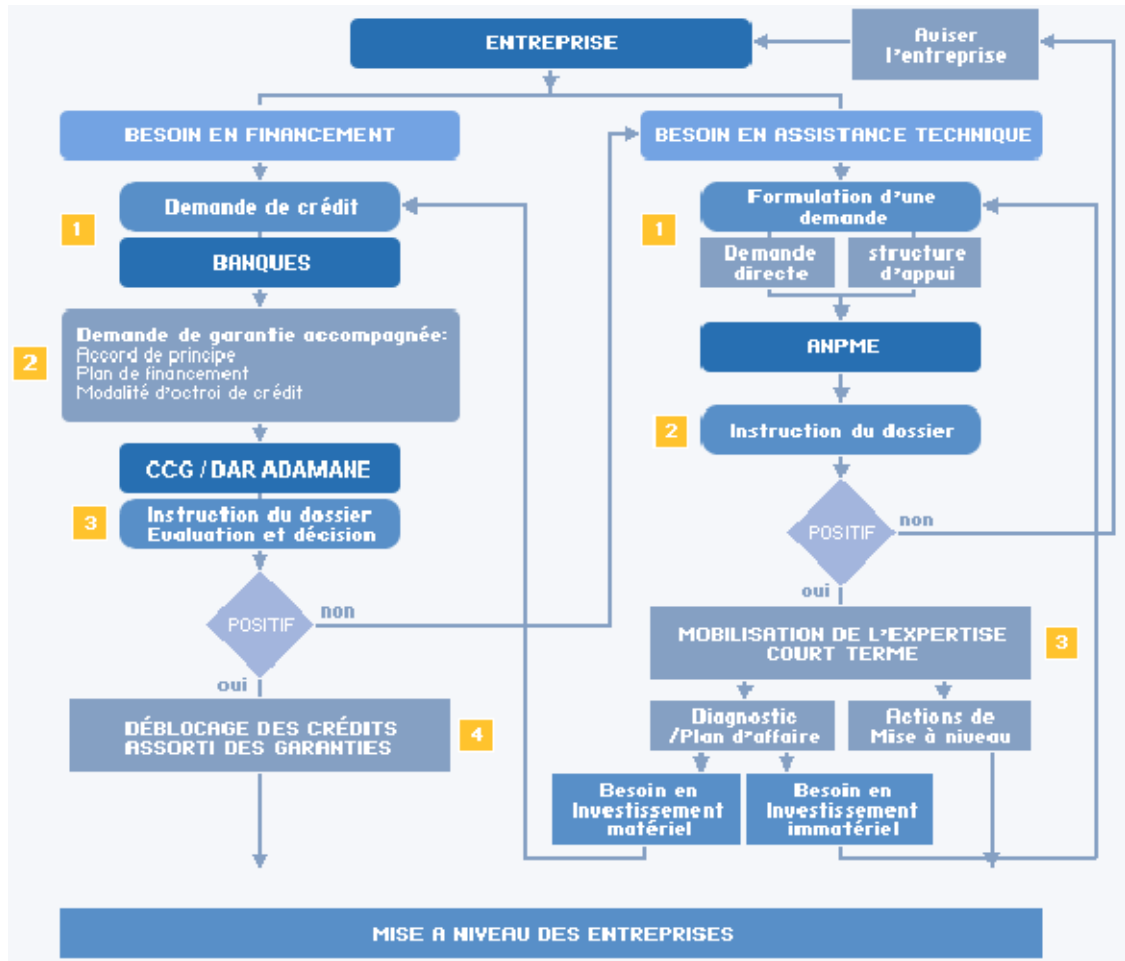 ENTREPRISE
Aviser
l'entreprise
BESOIN EN FINANCEMENT
BESOIN EN ASSISTANCE TECHNIQUE
1
Demande de crédit
BANQUES
2
Demande de garantie accompagnée:
Accord de principe
Plan de financement
Modalité d'octroi de crédit
CCG / DAR ADAMANE
3
Instruction du dossier
Evaluation et décision
POSITIF
non
oui
DÉBLOCAGE DES CRÉDITS
ASSORTI DES GARANTIES
4
1
Formulation d'une
demande
Demande
directe
structure
d'appui
ANPME
2
Instruction du dossier
POSITIF
non
oui
MOBILISATION DE L'EXPERTISE
COURT TERME
3
Diagnostic
/Plan d'affaire
Actions de
Mise à niveau
Besoin en
Investissement
matériel
Besoin en
Investissement
immatériel
MISE A NIVEAU DES ENTREPRISES